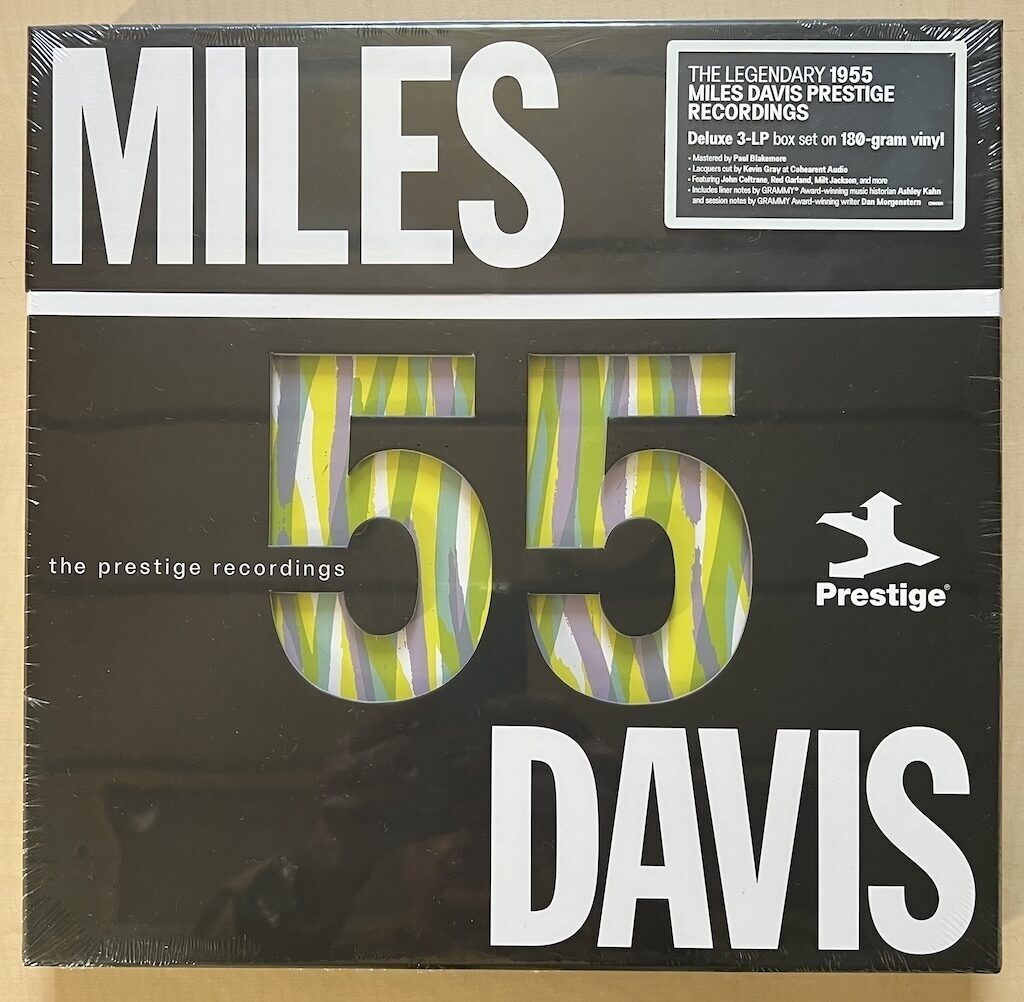 MILES
THE LEGENDARY 1955
MILES DAVIS PRESTIGE
RECORDINGS
Deluxe 3-LP box set on 180-gram vinyl
• Mastered by Paul Blakemore
• Lacquers cut by Kevin Gray at Cohearent Audio
• Featuring John Coltrane, Red Garland, Milt Jackson, and more
• Includes liner notes by GRAMMY® Award-winning music historian Ashley Kahn
and session notes by GRAMMY Award-winning writer Dan Morgenstern
55
the prestige recordings
Prestige®
DAVIS